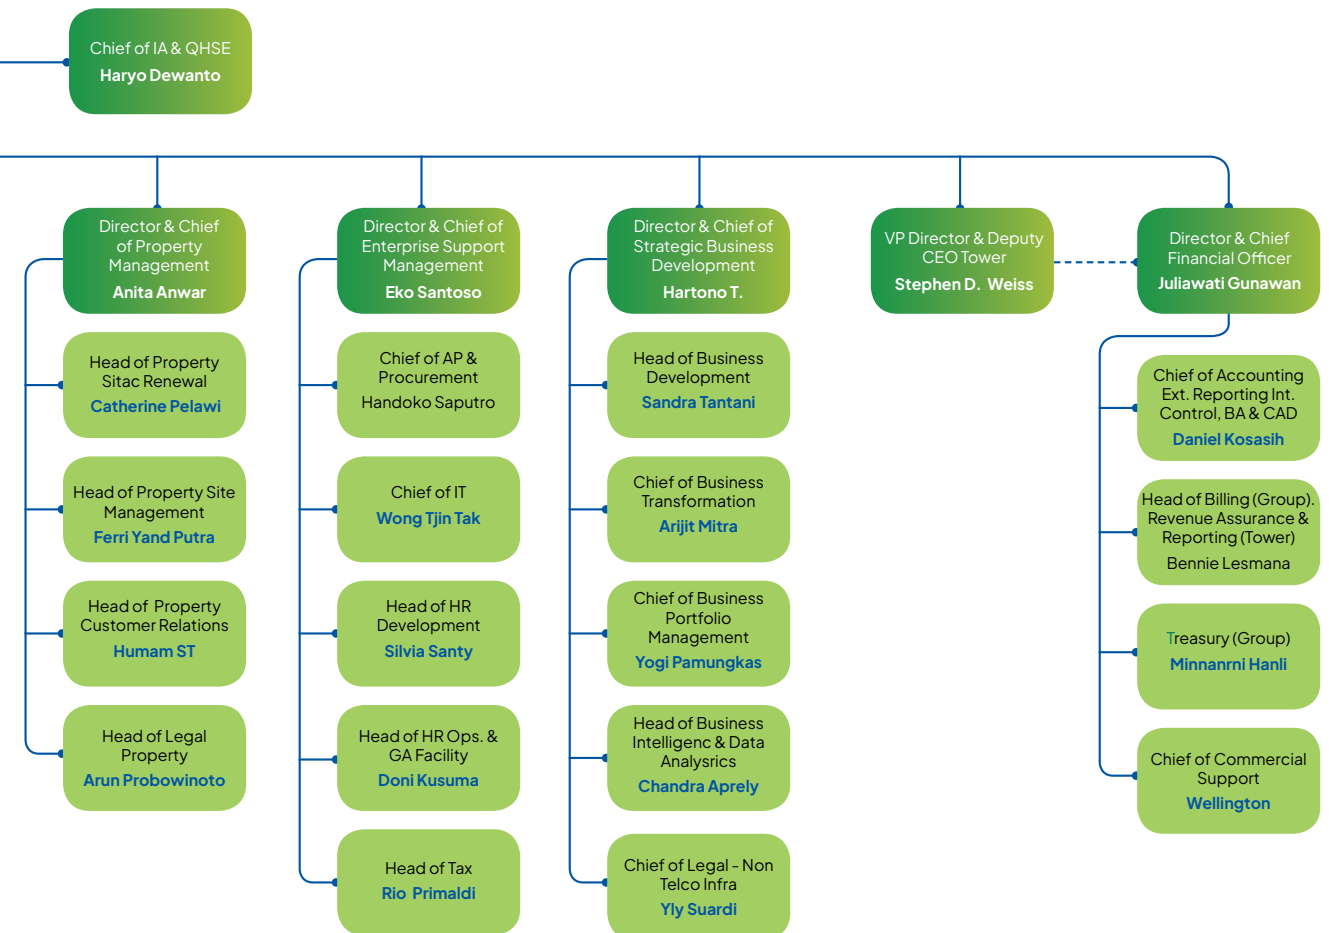 Chief of IA & QHSE
Haryo Dewanto
Director & Chief
of Property
Management
Anita Anwar
Head of Property
Sitac Renewal
Catherine Pelawi
Head of Property Site
Management
Ferri Yand Putra
Head of Property
Customer Relations
Humam ST
Head of Legal
Property
Arun Probowinoto
Director & Chief of
Enterprise Support
Management
Eko Santoso
Chief of AP &
Procurement
Handoko Saputro
Chief of IT
Wong Tjin Tak
Head of HR
Development
Silvia Santy
Head of HR Ops. &
GA Facility
Doni Kusuma
Head of Tax
Rio Primaldi
Director & Chief of
Strategic Business
Development
Hartono T.
Head of Business
Development
Sandra Tantani
Chief of Business
Transformation
Arijit Mitra
Chief of Business
Portfolio
Management
Yogi Pamungkas
Head of Business
Intelligenc & Data
Analysrics
Chandra Aprely
Chief of Legal - Non
Telco Infra
Yly Suardi
VP Director & Deputy
CEO Tower
Stephen D. Weiss
Director & Chief
Financial Officer
Juliawati Gunawan
Chief of Accounting
Ext. Reporting Int.
Control, BA & CAD
Daniel Kosasih
Head of Billing (Group).
Revenue Assurance &
Reporting (Tower)
Bennie Lesmana
Treasury (Group)
Minnanrni Hanli
Chief of Commercial
Support
Wellington